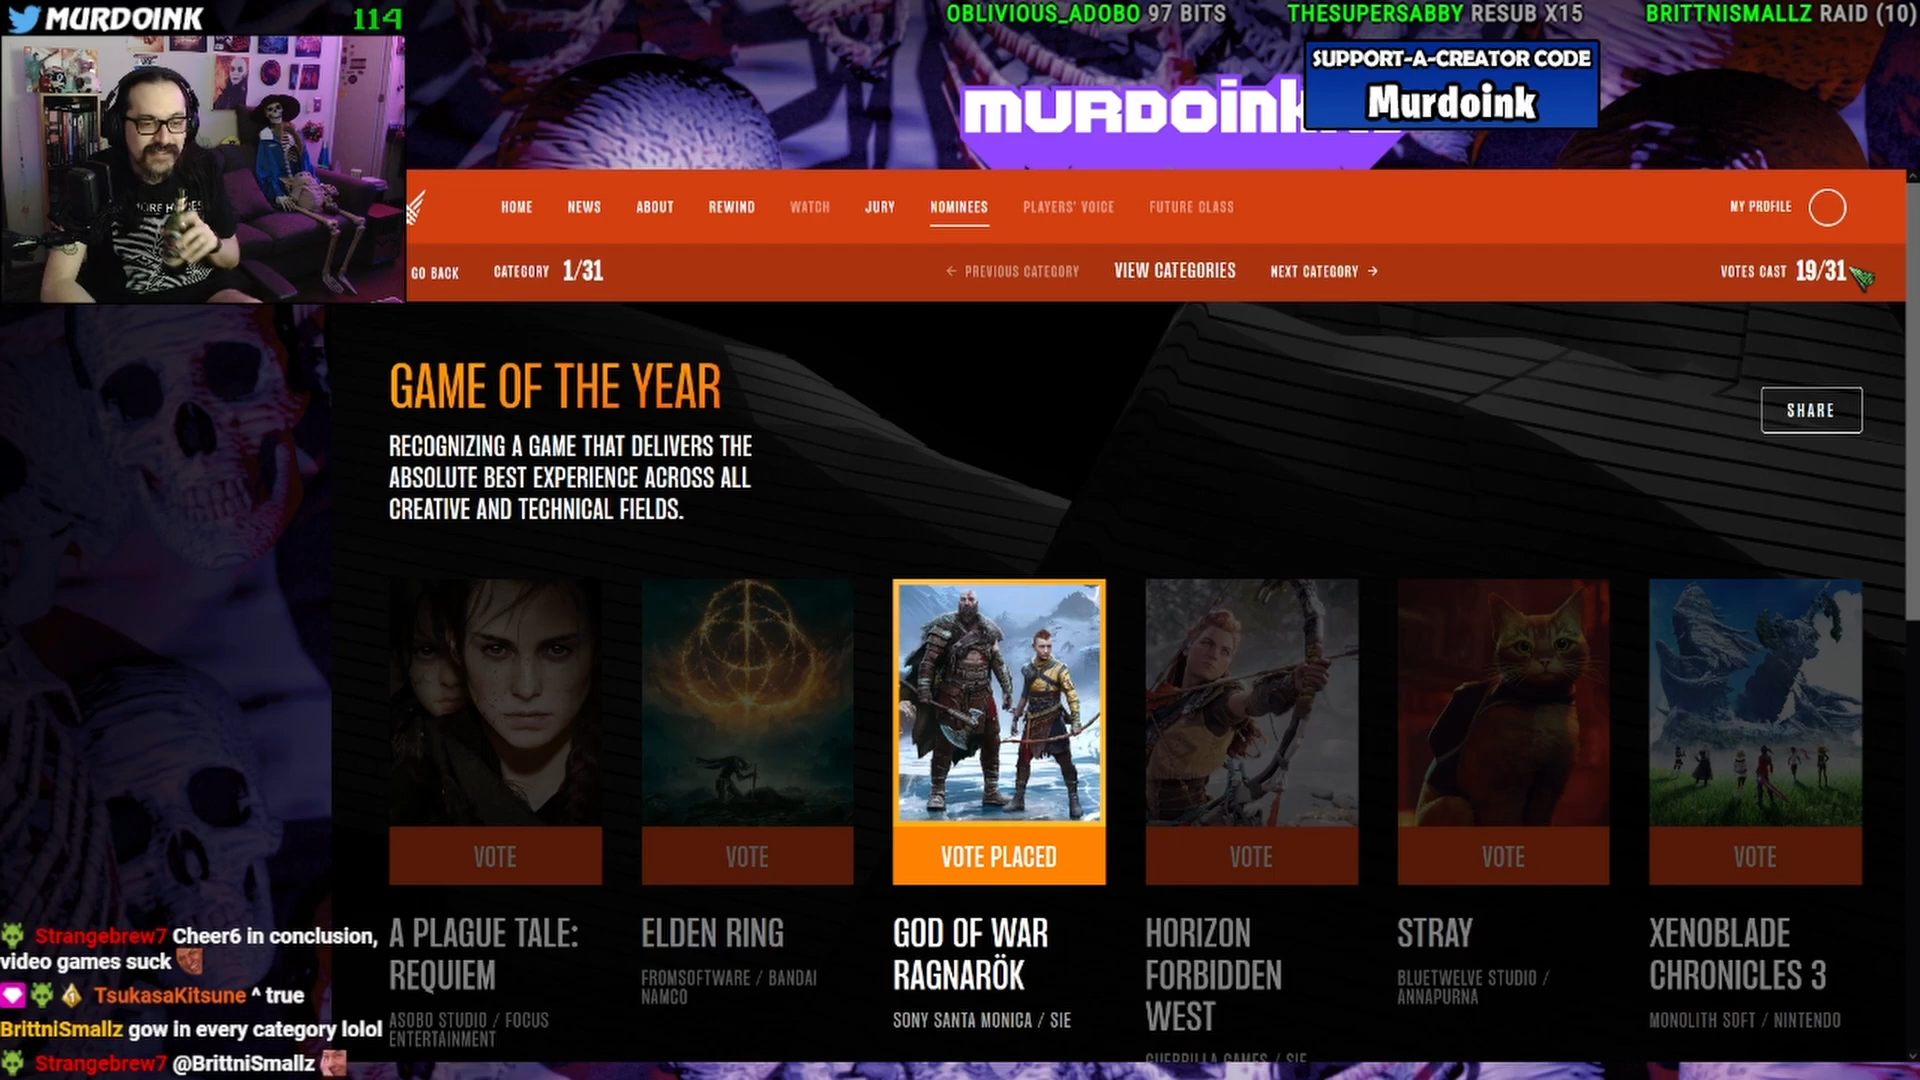 MURDOINK
114
OBLIVIOUS_ADOBO 97 BITS
THESUPERSABBY RESUB X15
BRITTNISMALLZ RAID (10)
SUPPORT-A-CREATOR CODE
Murdoink
MURDOink
HOME
NEWS
ABOUT
REWIND
WATCH
JURY
NOMINEES
PLAYERS' VOICE
FUTURE CLASS
MY PROFILE
GO BACK
CATEGORY 1/31
← PREVIOUS CATEGORY
VIEW CATEGORIES
NEXT CATEGORY →
VOTES CAST 19/31
GAME OF THE YEAR
RECOGNIZING A GAME THAT DELIVERS THE
ABSOLUTE BEST EXPERIENCE ACROSS ALL
CREATIVE AND TECHNICAL FIELDS.
SHARE
VOTE
VOTE
VOTE PLACED
VOTE
VOTE
VOTE
A PLAGUE TALE:
REQUIEM
ASOBO STUDIO / FOCUS
ENTERTAINMENT
ELDEN RING
FROMSOFTWARE / BANDAI
NAMCO
GOD OF WAR
RAGNARÖK
SONY SANTA MONICA / SIE
HORIZON
FORBIDDEN
WEST
GUERRILLA GAMES / SIE
STRAY
BLUETWELVE STUDIO /
ANNAPURNA
XENOBLADE
CHRONICLES 3
MONOLITH SOFT / NINTENDO
Strangebrew7 Cheer6 in conclusion,
video games suck
TsukasaKitsune ^ true
BrittniSmallz gow in every category lolol
Strangebrew7 @BrittniSmallz